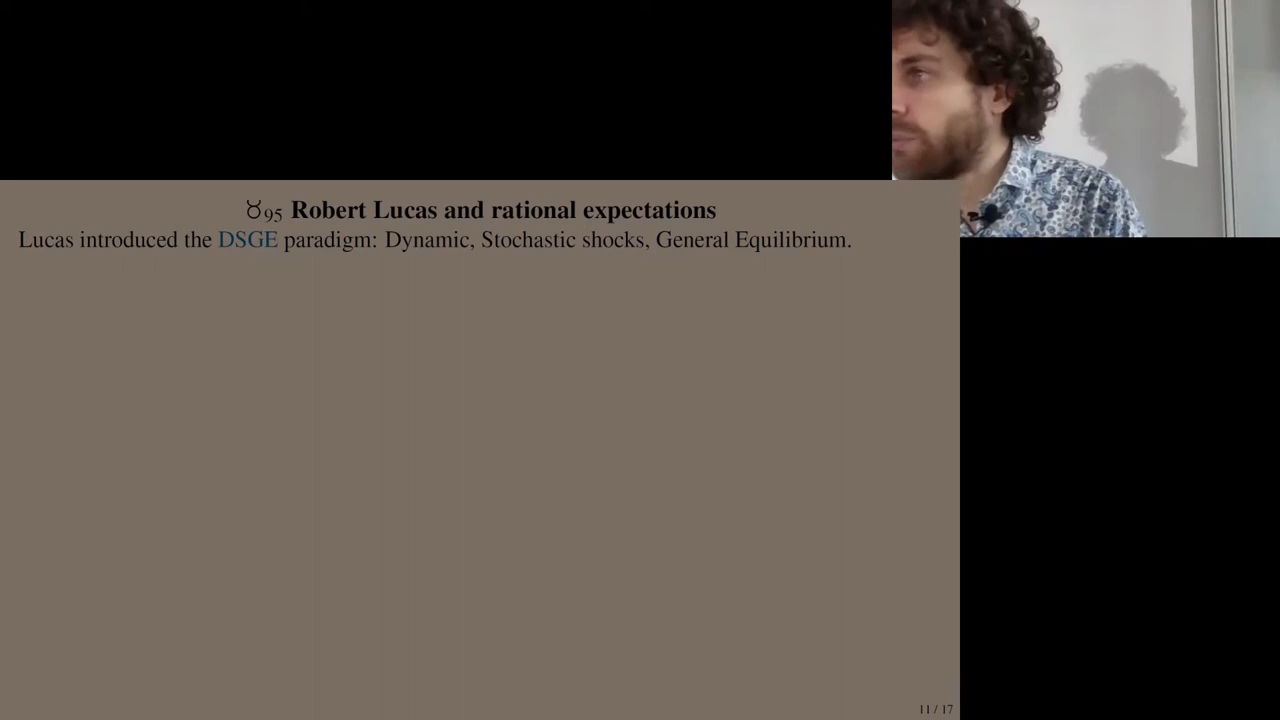 ♉95 Robert Lucas and rational expectations
Lucas introduced the DSGE paradigm: Dynamic, Stochastic shocks, General Equilibrium.
11 / 17